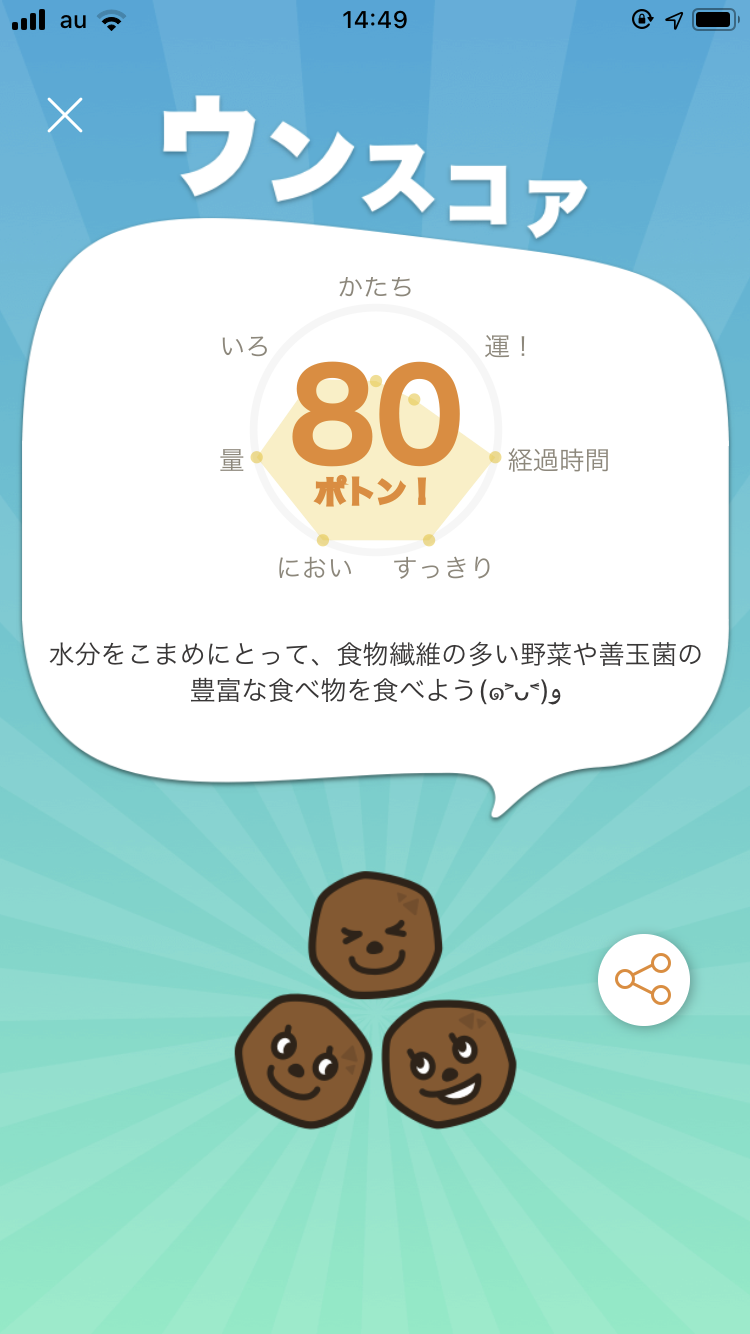 au 14:49
ウンスコア
かたち
いろ 運！
80
量 経過時間
ポトン！
におい すっきり
水分をこまめにとって、食物繊維の多い野菜や善玉菌の
豊富な食べ物を食べよう(๑˃̵ᴗ˂̵)و